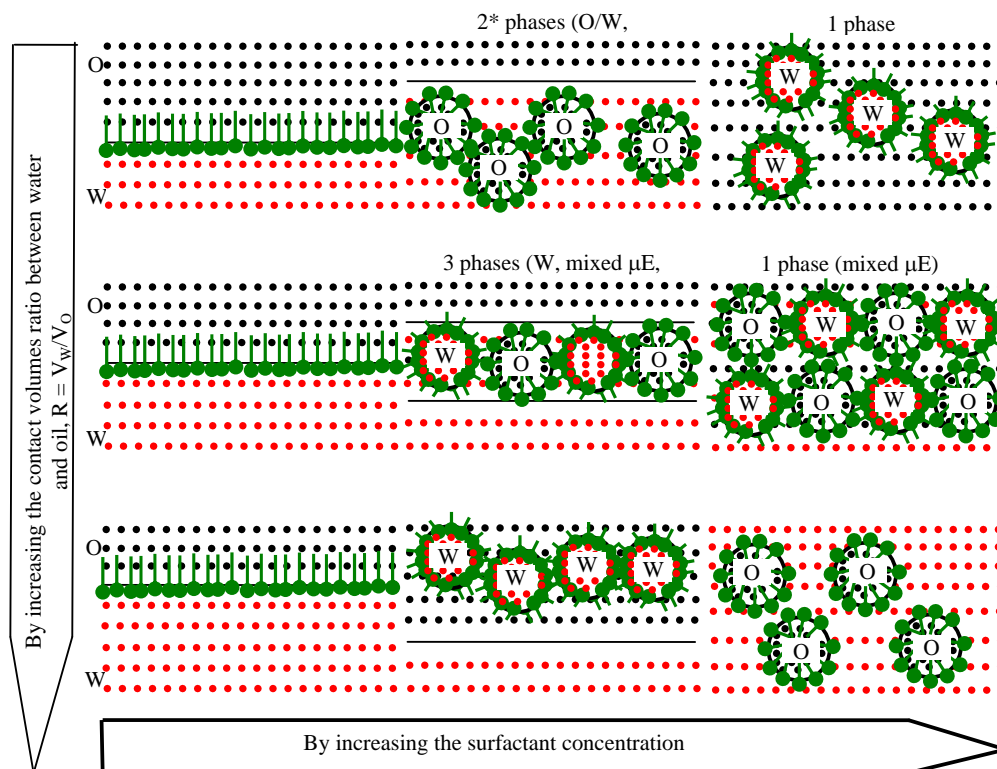 2* phases (O/W,
1 phase
O
W
O
O
O
O
W
W
W
W
3 phases (W, mixed µE,
1 phase (mixed µE)
O
W
W
O
O
O
W
O
W
W
O
W
O
O
W
W
W
W
W
O
O
O
O
By increasing the contact volumes ratio between water
and oil, R = V_W/V_O
By increasing the surfactant concentration